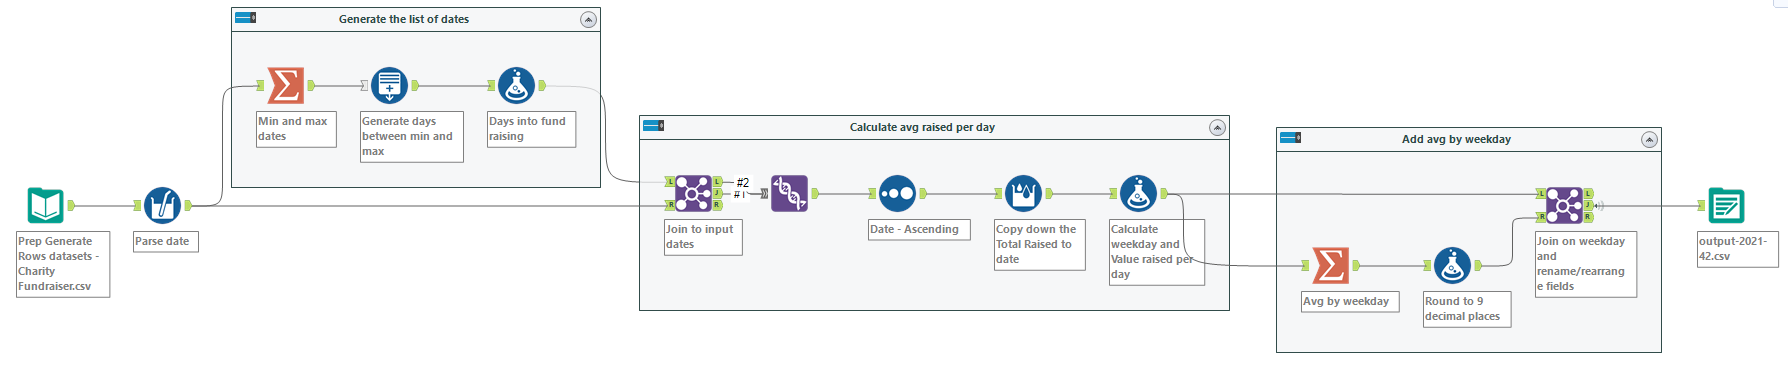 Generate the list of dates
Min and max
dates
Generate days
between min and
max
Days into fund
raising
Prep Generate
Rows datasets -
Charity
Fundraiser.csv
Parse date
Calculate avg raised per day
L
J
R
L
J
R
#2
#1
Join to input
dates
Date - Ascending
Copy down the
Total Raised to
date
Calculate
weekday and
Value raised per
day
Add avg by weekday
Avg by weekday
Round to 9
decimal places
L
R
L
J
R
Join on weekday
and
rename/rearrang
e fields
output-2021-
42.csv